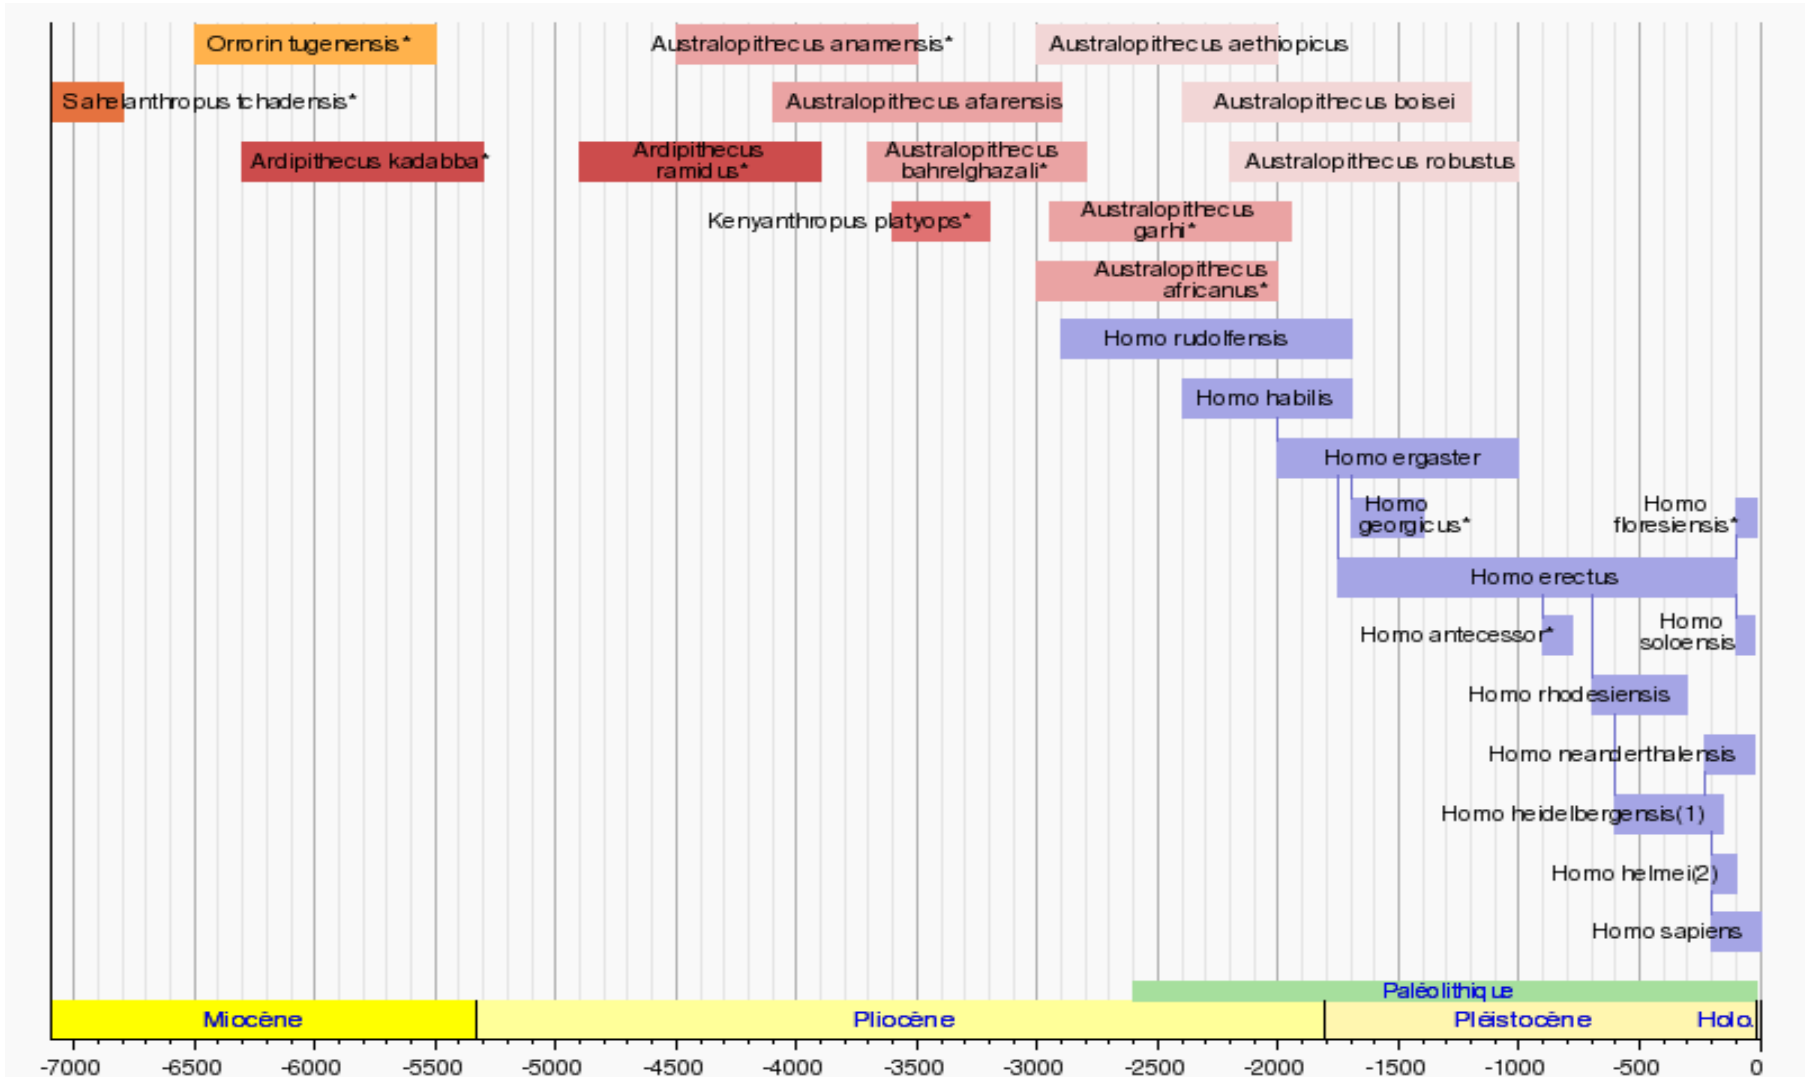 Orrorin tugenensis*
Australopithecus anamensis*
Australopithecus aethiopicus
Sahelanthropus tchadensis*
Australopithecus afarensis
Australopithecus boisei
Ardipithecus kadabba*
Ardipithecus
ramidus*
Australopithecus
bahrelghazali*
Australopithecus robustus
Kenyanthropus platyops*
Australopithecus
garhi*
Australopithecus
africanus*
Homo rudolfensis
Homo habilis
Homo ergaster
Homo
georgicus*
Homo
floresiensis*
Homo erectus
Homo antecessor*
Homo
soloensis
Homo rhodesiensis
Homo neanderthalensis
Homo heidelbergensis(1)
Homo helmei(2)
Homo sapiens
Paléolithique
Miocène
Pliocène
Pléistocène
Holo.
-7000
-6500
-6000
-5500
-5000
-4500
-4000
-3500
-3000
-2500
-2000
-1500
-1000
-500
0